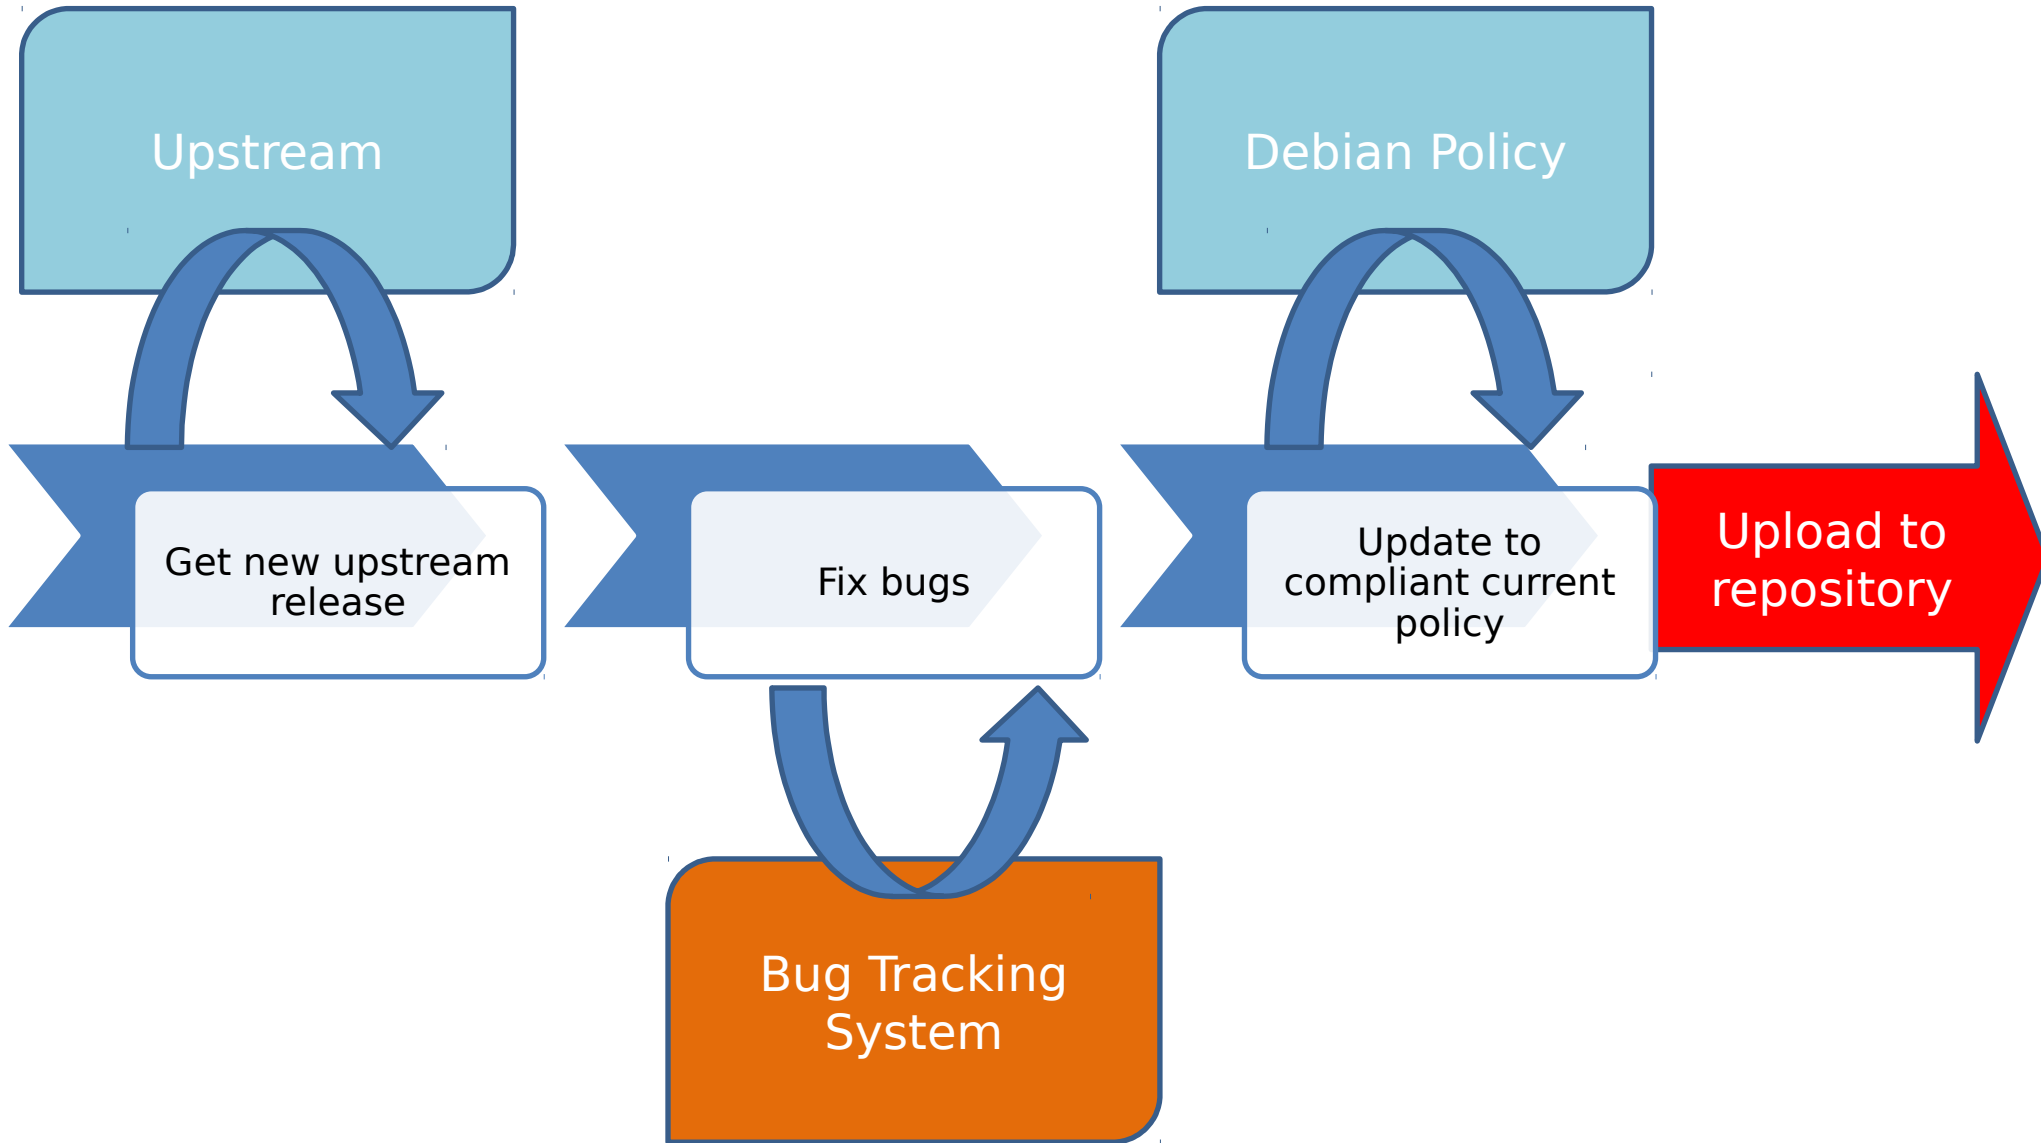 Upstream
Debian Policy
Get new upstream
release
Fix bugs
Update to
compliant current
policy
Upload to
repository
Bug Tracking
System